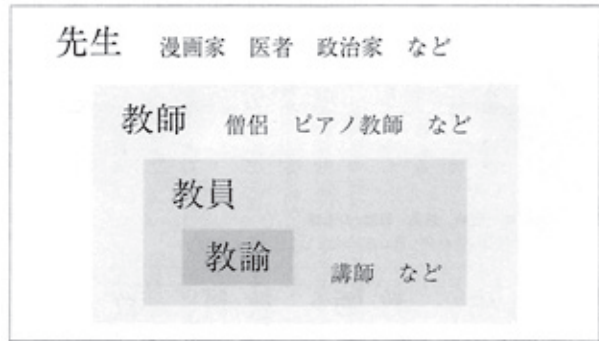 先生 漫画家 医者 政治家 など
教師 僧侶 ピアノ教師 など
教員
教諭 講師 など